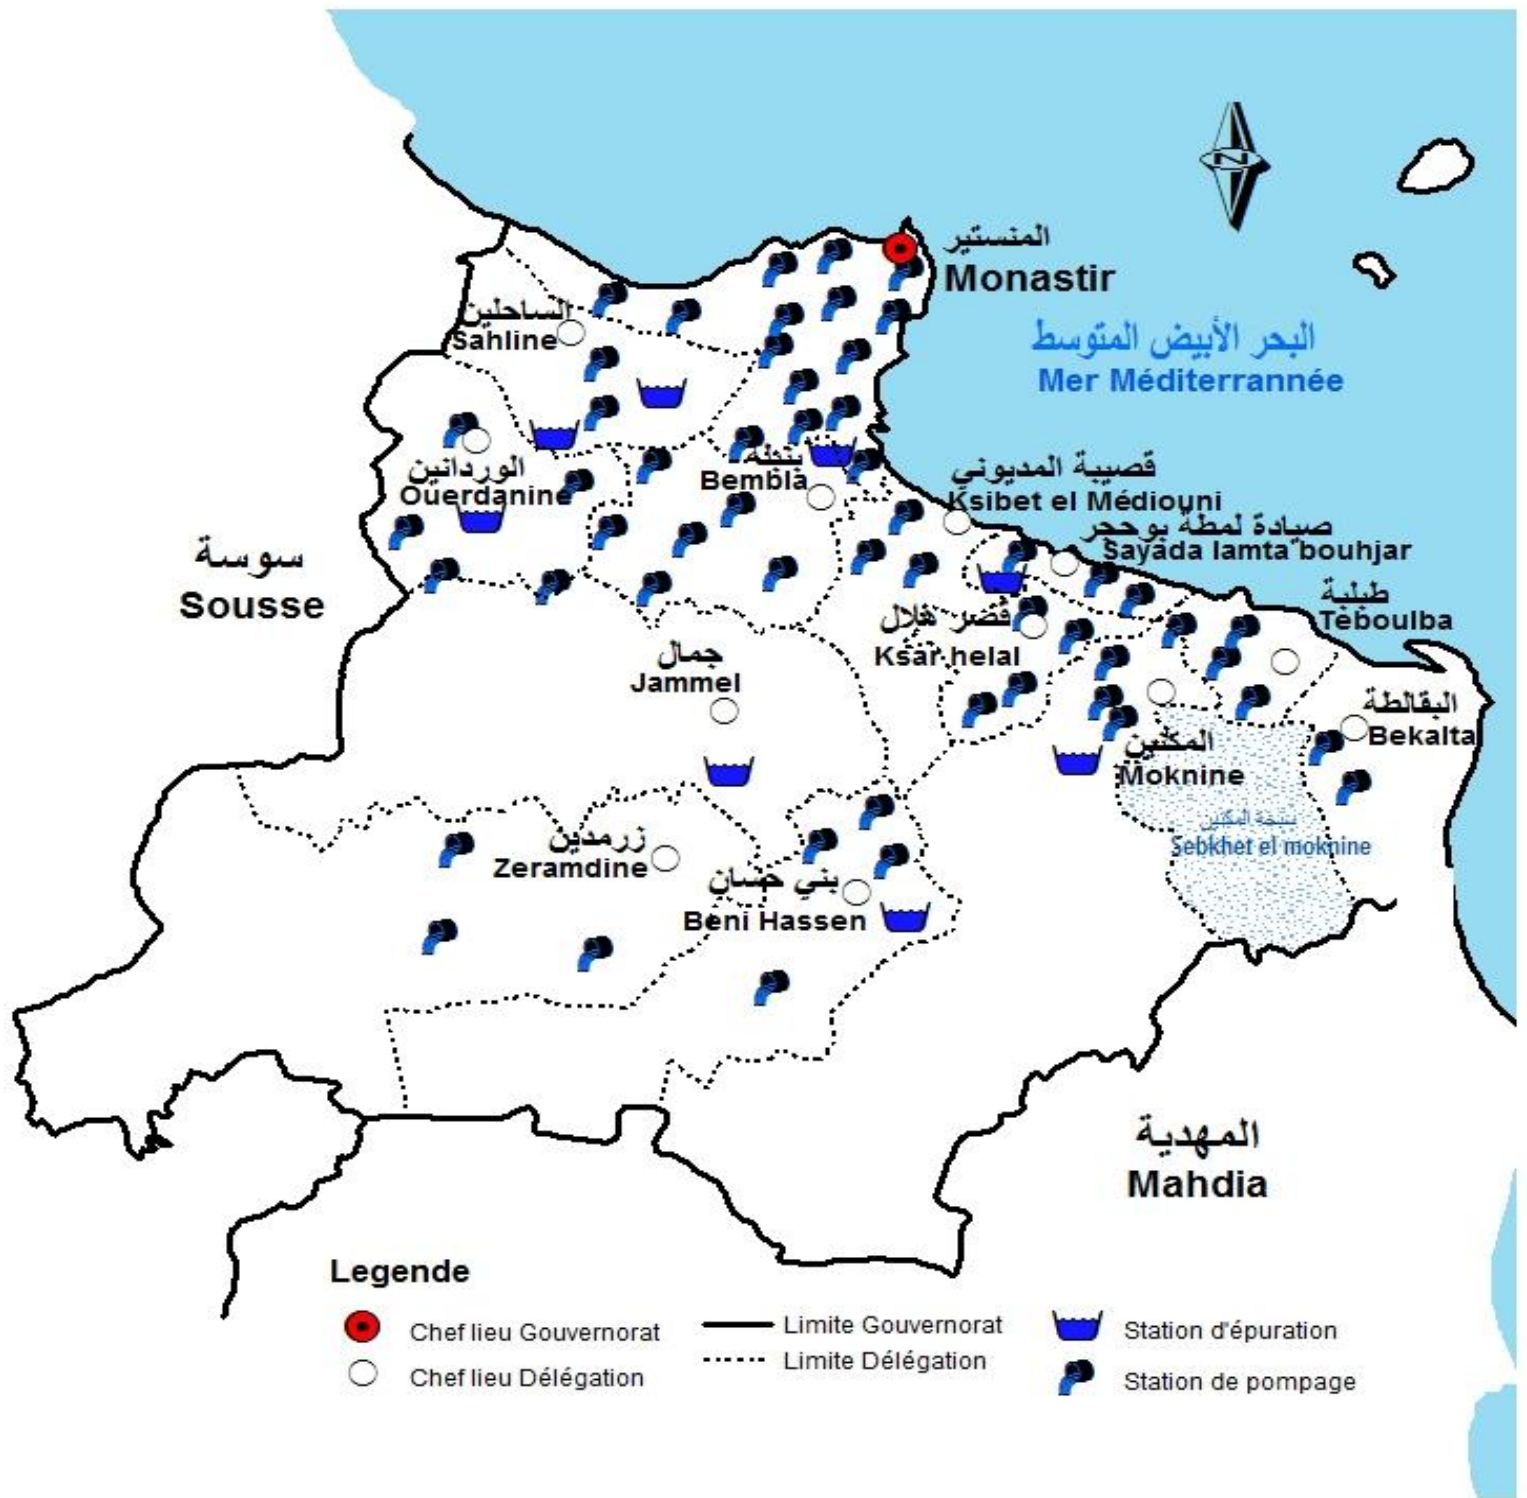 N
المنستير
Monastir
البحر الأبيض المتوسط
Mer Méditerrannée
الساحلين
Sahline
الوردانين
Ouerdanine
بنبلة
Bembla
قصيبة المديوني
Ksibet el Médiouni
صيادة لمطة بوحجر
Sayada lamta bouhjar
طبلبة
Teboulba
سوسة
Sousse
قصر هلال
Ksar helal
جمال
Jammel
البقالطة
Bekalta
المكنين
Moknine
سبخة المكنين
Sebkhet el moknine
زرمدين
Zeramdine
بني حسان
Beni Hassen
المهدية
Mahdia
Legende
Chef lieu Gouvernorat
Chef lieu Délégation
Limite Gouvernorat
Limite Délégation
Station d'épuration
Station de pompage